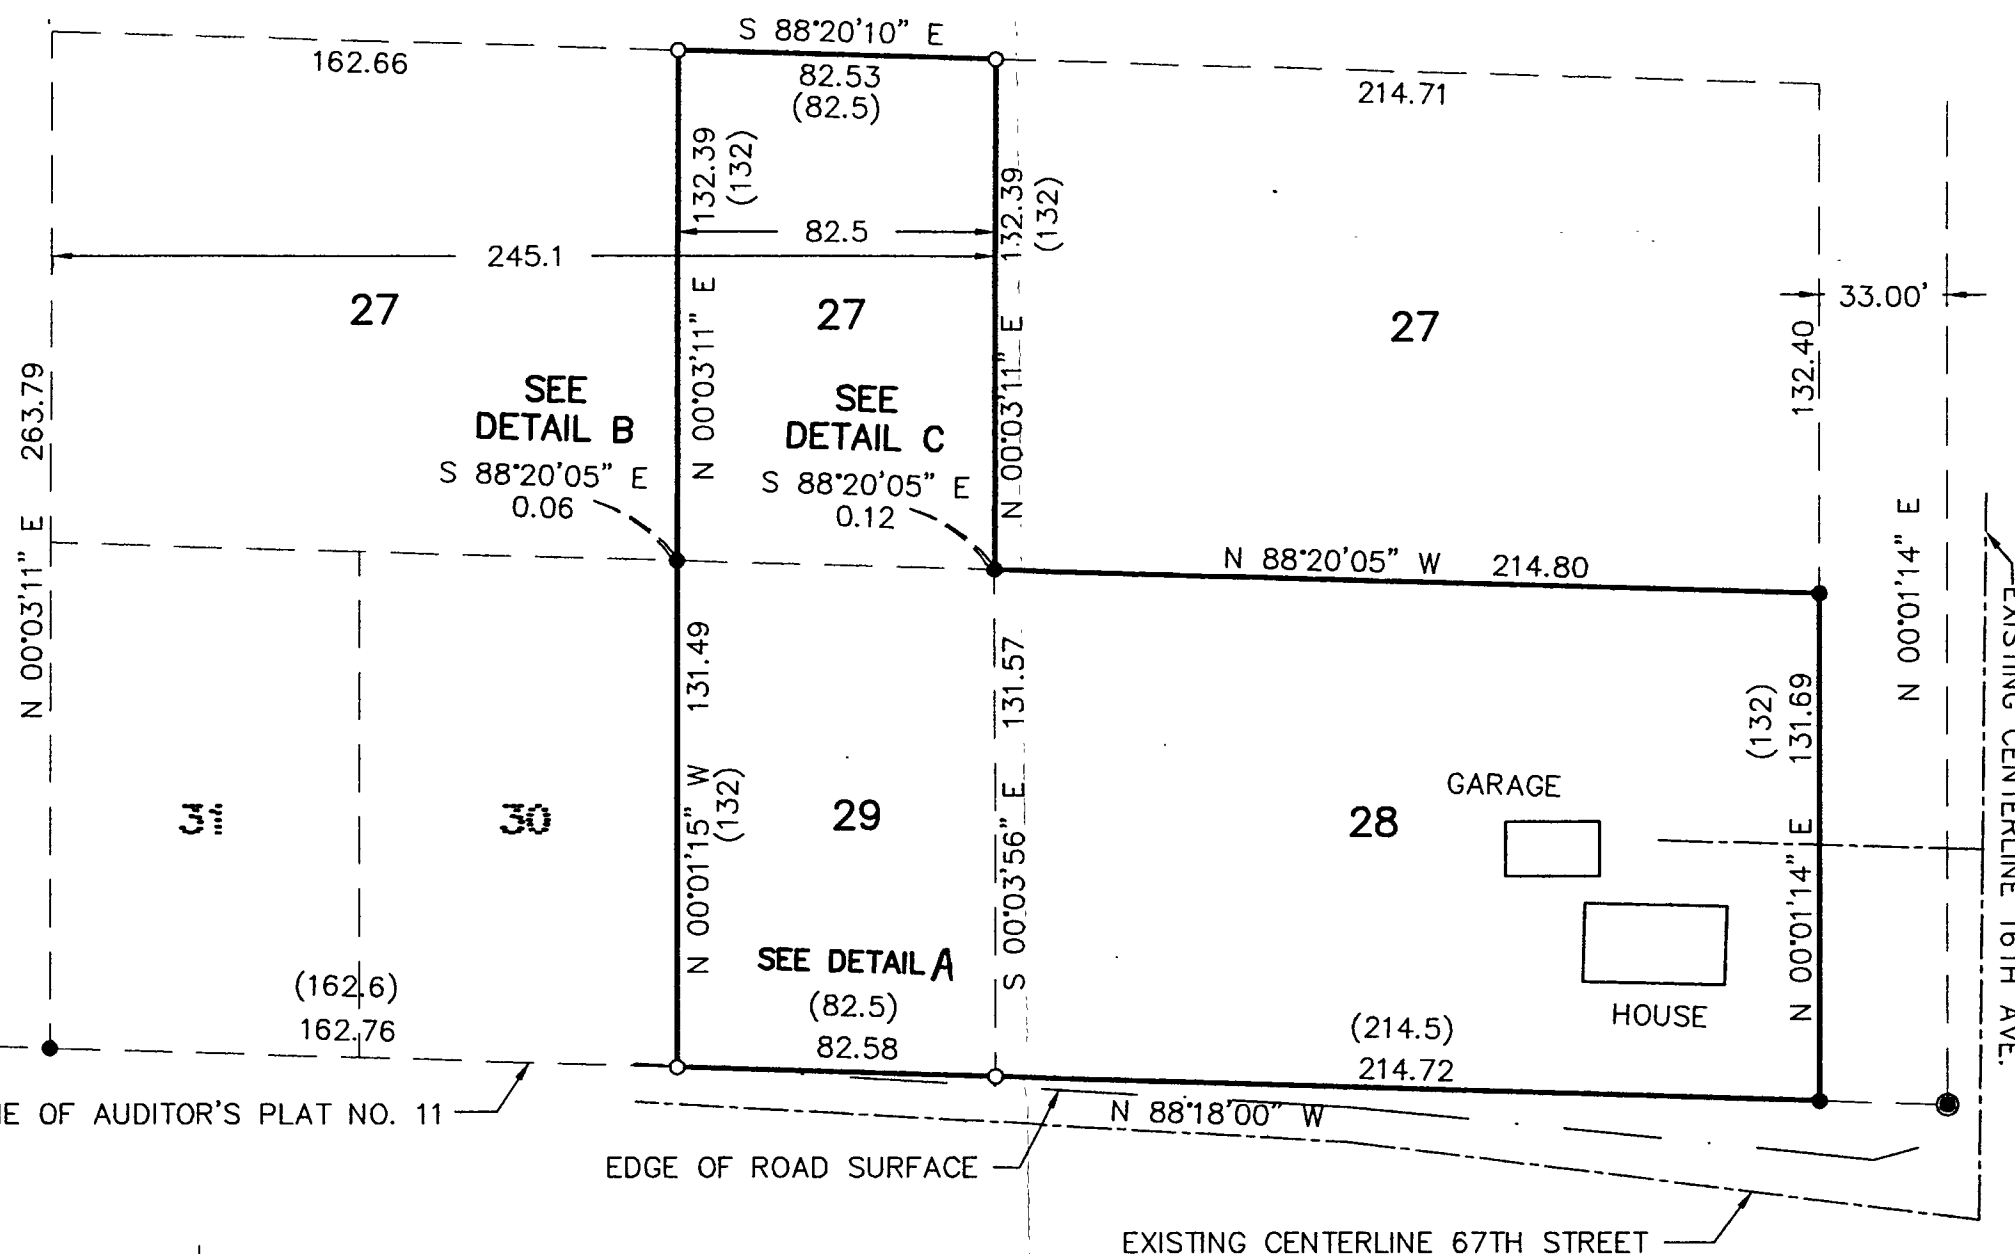 S 88°20'10" E
162.66
82.53
(82.5)
214.71
132.39
(132)
132.39
(132)
82.5
245.1
33.00'
27
27
27
N 00°03'11" E
N 00°03'11" E
132.40
263.79
SEE
DETAIL B
S 88°20'05" E
0.06
SEE
DETAIL C
S 88°20'05" E
0.12
N 00°03'11" E
N 88°20'05" W 214.80
N 00°01'14" E
EXISTING CENTERLINE 16TH AVE.
131.49
131.57
(132)
131.69
31
30
N 00°01'15" W
(132)
29
S 00°03'56" E
28
GARAGE
N 00°01'14" E
SEE DETAIL A
(82.5)
82.58
(162.6)
162.76
HOUSE
(214.5)
214.72
OF AUDITOR'S PLAT NO. 11
N 88°18'00" W
EDGE OF ROAD SURFACE
EXISTING CENTERLINE 67TH STREET